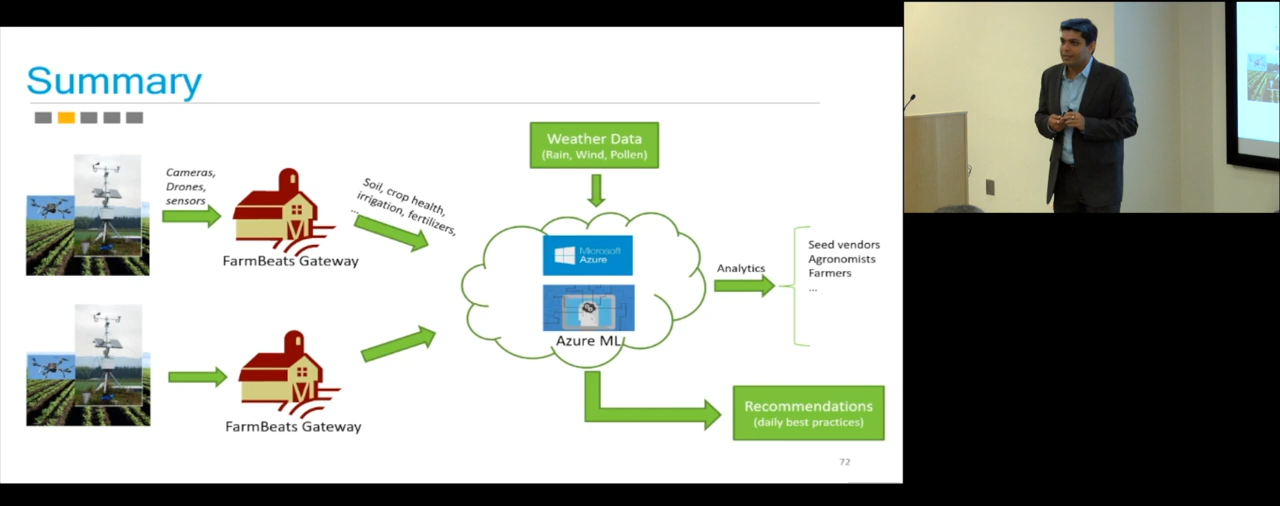 Summary
Weather Data
(Rain, Wind, Pollen)
Cameras,
Drones,
sensors
Soil, crop health,
irrigation, fertilizers,
...
FarmBeats Gateway
Microsoft
Azure
Azure ML
Analytics
Seed vendors
Agronomists
Farmers
...
FarmBeats Gateway
Recommendations
(daily best practices)
72